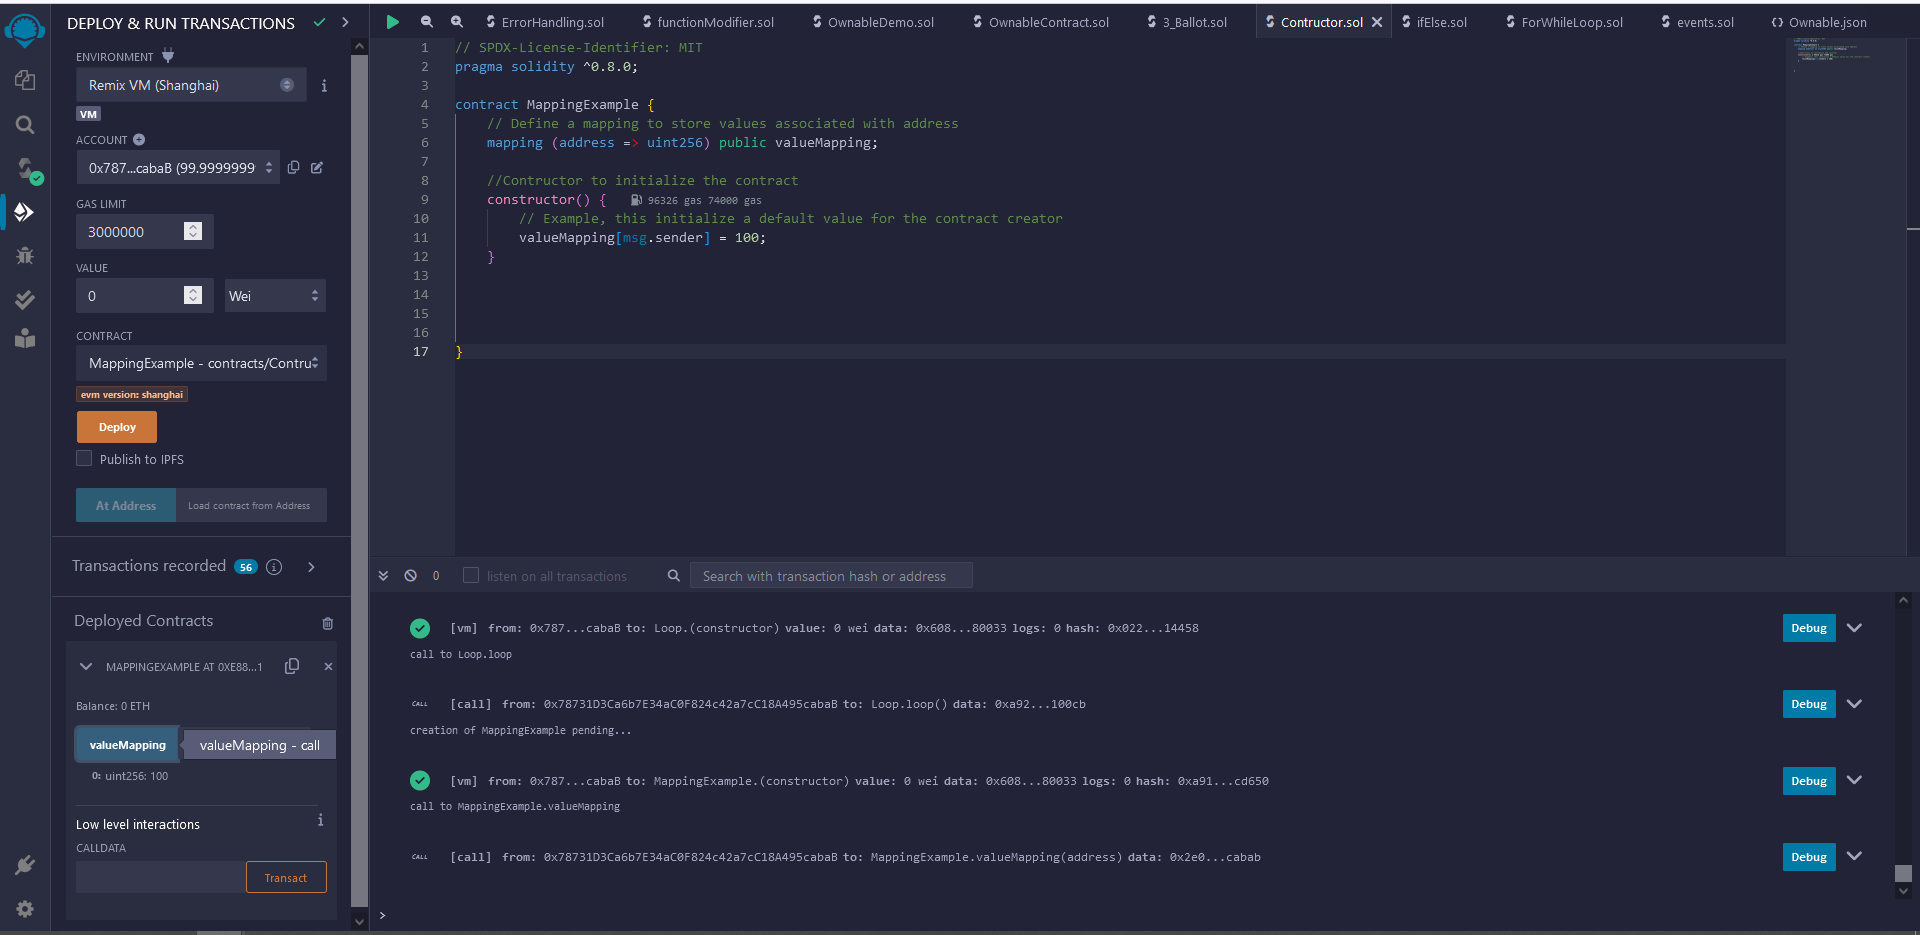 DEPLOY & RUN TRANSACTIONS
ENVIRONMENT
Remix VM (Shanghai)
VM
ACCOUNT
0x787...cabaB (99.9999999
GAS LIMIT
3000000
VALUE
0
Wei
CONTRACT
MappingExample - contracts/Contru
evm version: shanghai
Deploy
Publish to IPFS
At Address
Load contract from Address
Transactions recorded 56
Deployed Contracts
MAPPINGEXAMPLE AT 0XE88...1
Balance: 0 ETH
valueMapping
valueMapping - call
0: uint256: 100
Low level interactions
CALLDATA
Transact
ErrorHandling.sol
functionModifier.sol
OwnableDemo.sol
OwnableContract.sol
3_Ballot.sol
Contructor.sol
ifElse.sol
ForWhileLoop.sol
events.sol
Ownable.json
1 // SPDX-License-Identifier: MIT
2 pragma solidity ^0.8.0;
3
4 contract MappingExample {
5 // Define a mapping to store values associated with address
6 mapping (address => uint256) public valueMapping;
7
8 //Contructor to initialize the contract
9 constructor() { 96326 gas 74000 gas
10 // Example, this initialize a default value for the contract creator
11 valueMapping[msg.sender] = 100;
12 }
13
14
15
16
17 }
0
listen on all transactions
Search with transaction hash or address
[vm] from: 0x787...cabaB to: Loop.(constructor) value: 0 wei data: 0x608...80033 logs: 0 hash: 0x022...14458
Debug
call to Loop.loop
CALL [call] from: 0x78731D3Ca6b7E34aC0F824c42a7cC18A495cabaB to: Loop.loop() data: 0xa92...100cb
Debug
creation of MappingExample pending...
[vm] from: 0x787...cabaB to: MappingExample.(constructor) value: 0 wei data: 0x608...80033 logs: 0 hash: 0xa91...cd650
Debug
call to MappingExample.valueMapping
CALL [call] from: 0x78731D3Ca6b7E34aC0F824c42a7cC18A495cabaB to: MappingExample.valueMapping(address) data: 0x2e0...cabab
Debug
>